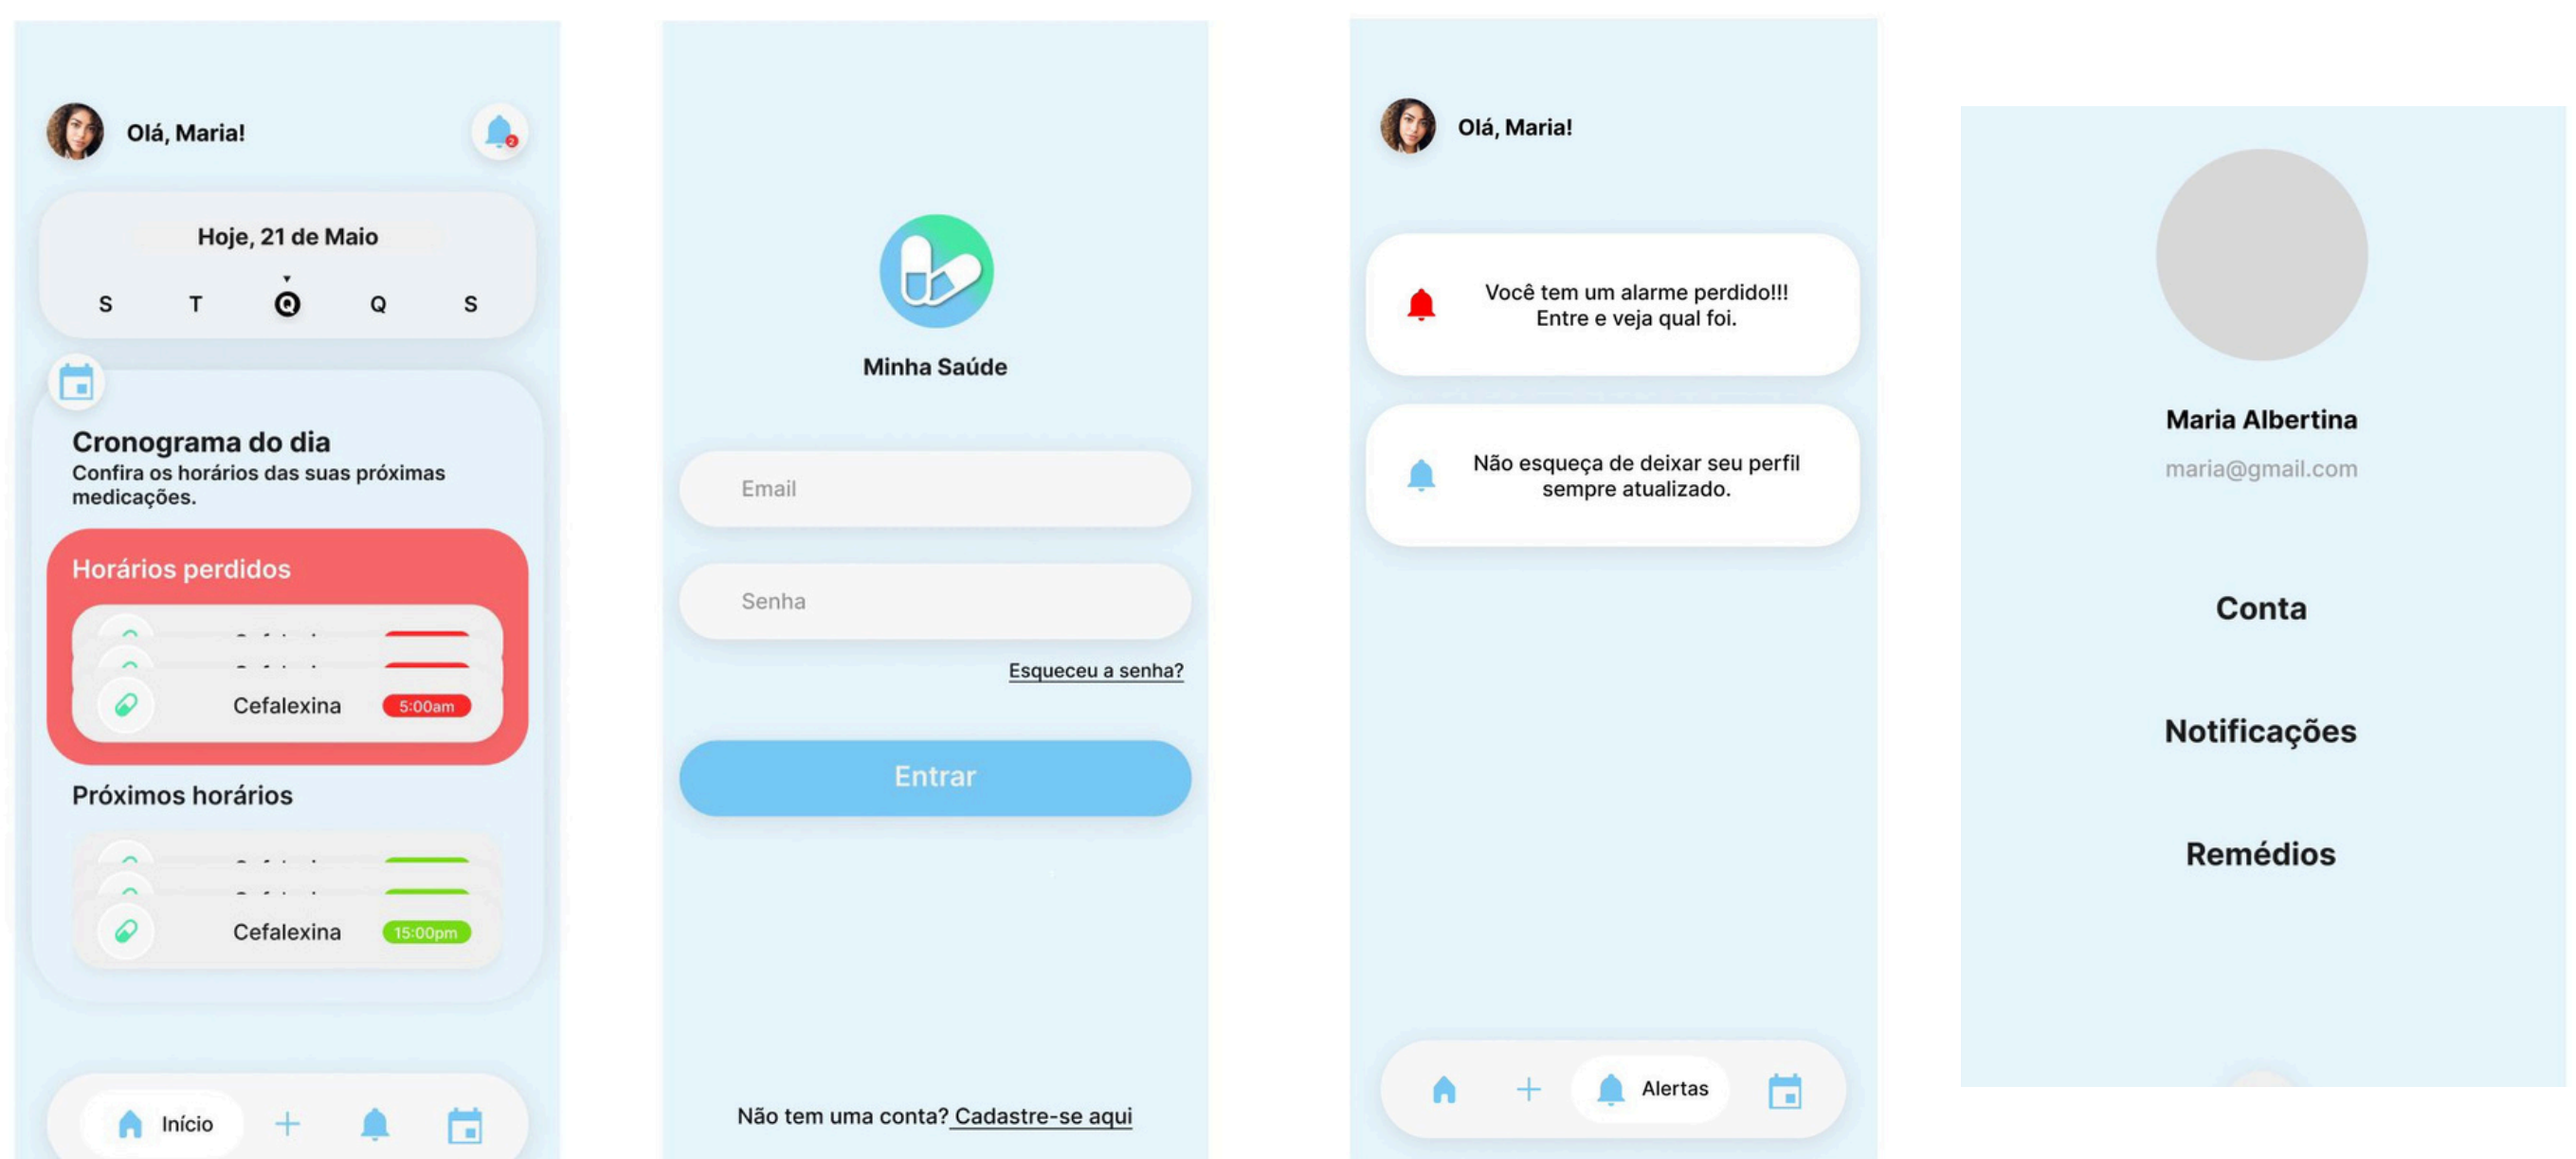 Olá, Maria!
2
Hoje, 21 de Maio
S T Q Q S
Cronograma do dia
Confira os horários das suas próximas
medicações.
Horários perdidos
Cefalexina 5:00am
Próximos horários
Cefalexina 15:00pm
Início
Minha Saúde
Email
Senha
Esqueceu a senha?
Entrar
Não tem uma conta? Cadastre-se aqui
Olá, Maria!
Você tem um alarme perdido!!!
Entre e veja qual foi.
Não esqueça de deixar seu perfil
sempre atualizado.
Alertas
Maria Albertina
maria@gmail.com
Conta
Notificações
Remédios